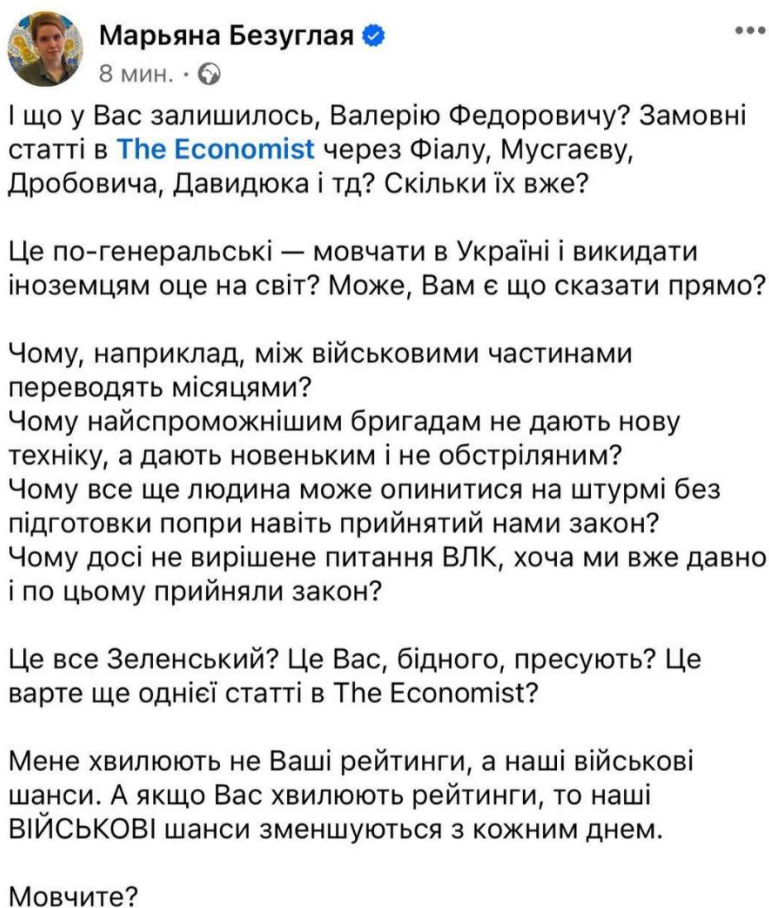 Марьяна Безуглая
8 мин. ·
І що у Вас залишилось, Валерію Федоровичу? Замовні
статті в The Economist через Фіалу, Мусгаєву,
Дробовича, Давидюка і тд? Скільки їх вже?
Це по-генеральські — мовчати в Україні і викидати
іноземцям оце на світ? Може, Вам є що сказати прямо?
Чому, наприклад, між військовими частинами
переводять місяцями?
Чому найспроможнішим бригадам не дають нову
техніку, а дають новеньким і не обстріляним?
Чому все ще людина може опинитися на штурмі без
підготовки попри навіть прийнятий нами закон?
Чому досі не вирішене питання ВЛК, хоча ми вже давно
і по цьому прийняли закон?
Це все Зеленський? Це Вас, бідного, пресують? Це
варте ще однієї статті в The Economist?
Мене хвилюють не Ваші рейтинги, а наші військові
шанси. А якщо Вас хвилюють рейтинги, то наші
ВІЙСЬКОВІ шанси зменшуються з кожним днем.
Мовчите?